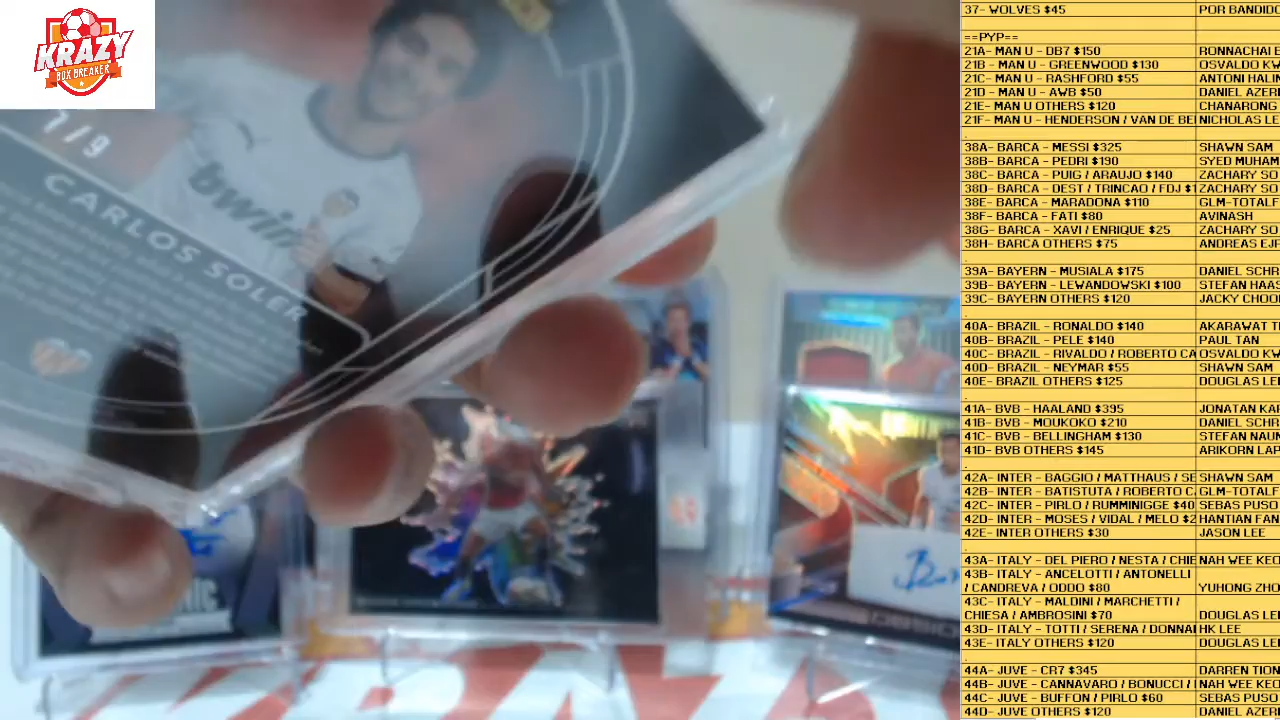 KRAZY
BOX BREAKER
7/9
CARLOS SOLER
bwin
37- WOLVES $45 POR BANDIDO
==PYP==
21A- MAN U - DB7 $150 RONNACHAI E
21B - MAN U - GREENWOOD $130 OSVALDO KW
21C- MAN U - RASHFORD $55 ANTONI HALIN
21D - MAN U - AWB $50 DANIEL AZER
21E- MAN U OTHERS $120 CHANARONG
21F- MAN U - HENDERSON / VAN DE BE NICHOLAS LE
.
38A- BARCA - MESSI $325 SHAWN SAM
38B- BARCA - PEDRI $190 SYED MUHAM
38C- BARCA - PUIG / ARAUJO $140 ZACHARY SO
38D- BARCA - DEST / TRINCAO / FDJ $1 ZACHARY SO
38E- BARCA - MARADONA $110 GLM-TOTALF
38F- BARCA - FATI $80 AVINASH
38G- BARCA - XAVI / ENRIQUE $25 ZACHARY SO
38H- BARCA OTHERS $75 ANDREAS EJF
.
39A- BAYERN - MUSIALA $175 DANIEL SCHR
39B- BAYERN - LEWANDOWSKI $100 STEFAN HAAS
39C- BAYERN OTHERS $120 JACKY CHOO
.
40A- BRAZIL - RONALDO $140 AKARAWAT T
40B- BRAZIL - PELE $140 PAUL TAN
40C- BRAZIL - RIVALDO / ROBERTO CA OSVALDO KW
40D- BRAZIL - NEYMAR $55 SHAWN SAM
40E- BRAZIL OTHERS $125 DOUGLAS LE
.
41A- BVB - HAALAND $395 JONATAN KAR
41B- BVB - MOUKOKO $210 DANIEL SCHR
41C- BVB - BELLINGHAM $130 STEFAN NAUN
41D- BVB OTHERS $145 ARIKORN LAP
.
42A- INTER - BAGGIO / MATTHAUS / SE SHAWN SAM
42B- INTER - BATISTUTA / ROBERTO C. GLM-TOTALF
42C- INTER - PIRLO / RUMMINIGGE $40 SEBAS PUSO
42D- INTER - MOSES / VIDAL / MELO $2 HANTIAN FAN
42E- INTER OTHERS $30 JASON LEE
.
43A- ITALY - DEL PIERO / NESTA / CHIE NAH WEE KEO
43B- ITALY - ANCELOTTI / ANTONELLI
/ CANDREVA / ODDO $80 YUHONG ZHO
43C- ITALY - MALDINI / MARCHETTI /
CHIESA / AMBROSINI $70 DOUGLAS LE
43D- ITALY - TOTTI / SERENA / DONNAI HK LEE
43E- ITALY OTHERS $120 DOUGLAS LE
.
44A- JUVE - CR7 $345 DARREN TION
44B- JUVE - CANNAVARO / BONUCCI / NAH WEE KEO
44C- JUVE - BUFFON / PIRLO $60 SEBAS PUSO
44D- JUVE OTHERS $120 DANIEL AZER